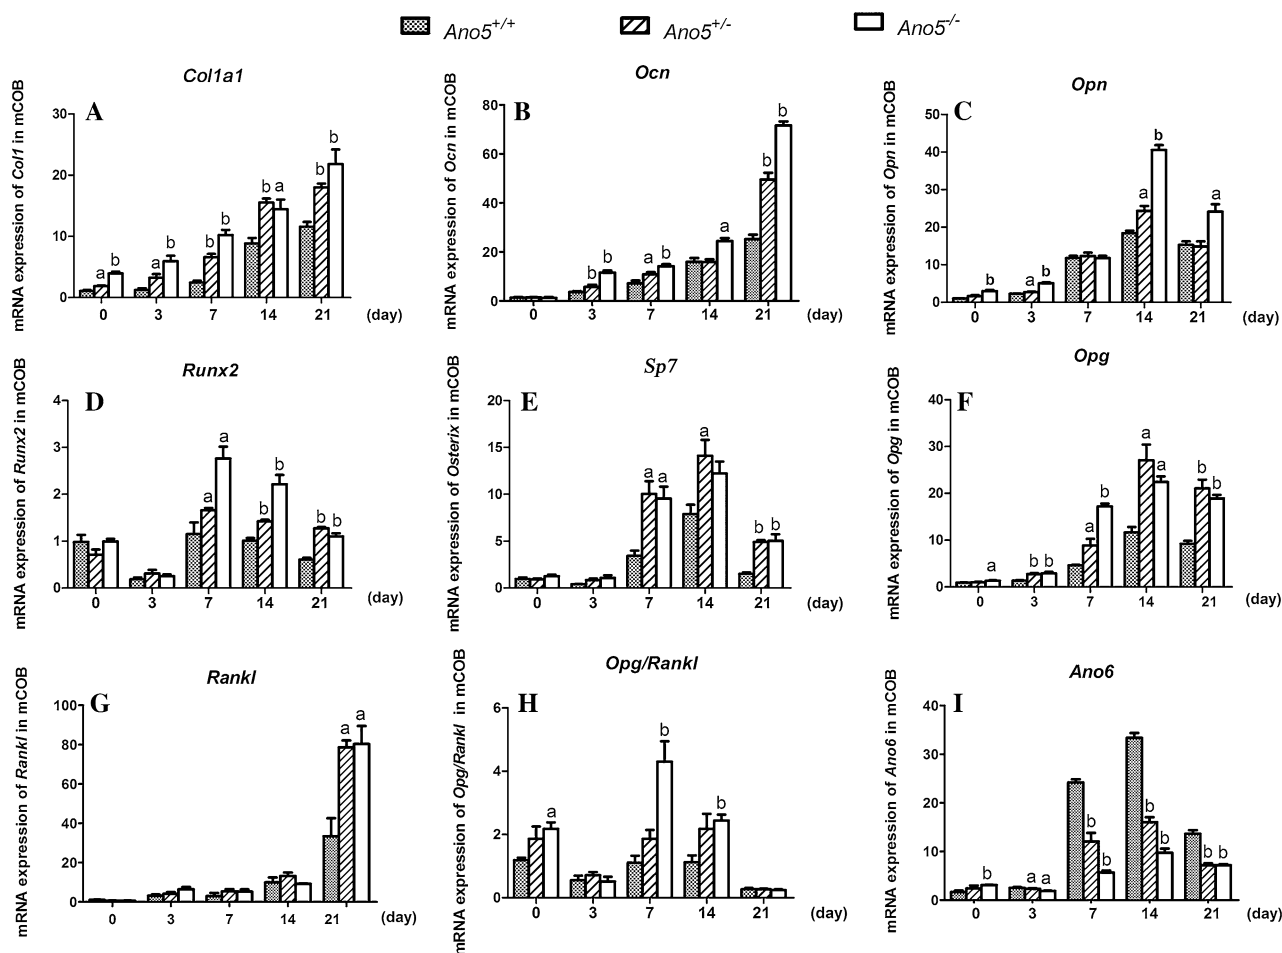 Ano5+/+ Ano5+/- Ano5-/-
Col1a1
A
mRNA expression of Col1 in mCOB
30
20
10
0
a b a b b b b a b b
0 3 7 14 21 (day)
Ocn
B
mRNA expression of Ocn in mCOB
80
60
40
20
0
b b a b a b b
0 3 7 14 21 (day)
Opn
C
mRNA expression of Opn in mCOB
50
40
30
20
10
0
b a b a b a
0 3 7 14 21 (day)
Runx2
D
mRNA expression of Runx2 in mCOB
4
3
2
1
0
a a b b b b
0 3 7 14 21 (day)
Sp7
E
mRNA expression of Osterix in mCOB
20
15
10
5
0
a a a b b
0 3 7 14 21 (day)
Opg
F
mRNA expression of Opg in mCOB
40
30
20
10
0
a b b a b a a b b
0 3 7 14 21 (day)
Rankl
G
mRNA expression of Rankl in mCOB
100
80
60
40
20
0
a a
0 3 7 14 21 (day)
Opg/Rankl
H
mRNA expression of Opg/Rankl in mCOB
6
4
2
0
a b b
0 3 7 14 21 (day)
Ano6
I
mRNA expression of Ano6 in mCOB
40
30
20
10
0
b a a b b b b b b
0 3 7 14 21 (day)